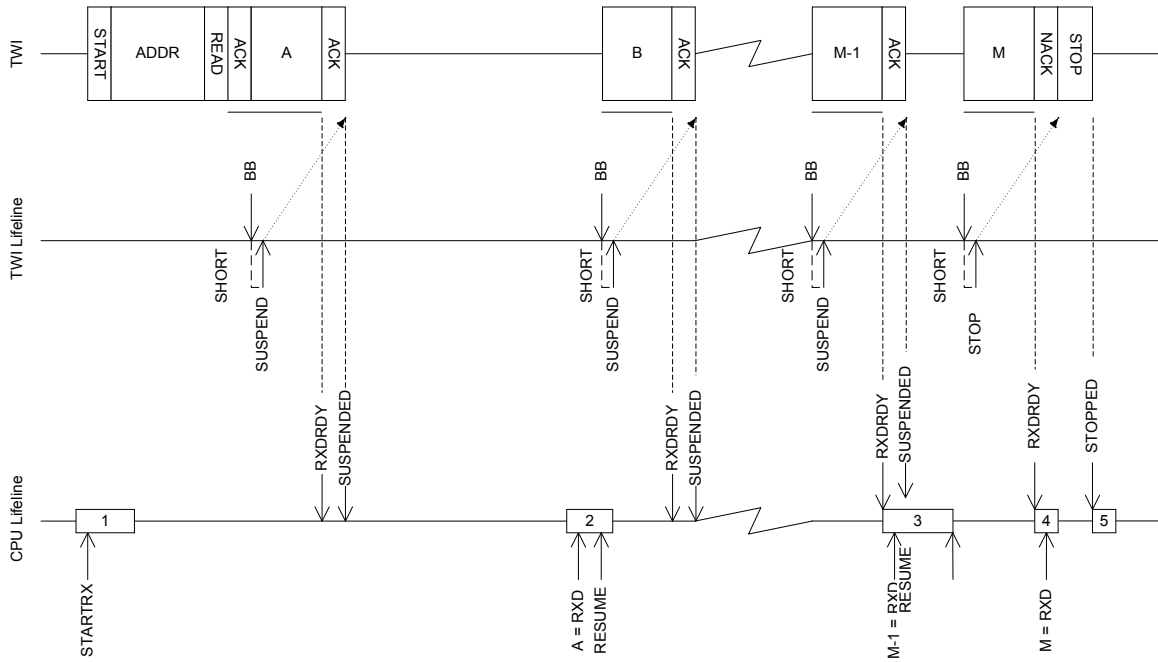 TWI
START
ADDR
READ
ACK
A
ACK
B
ACK
M-1
ACK
M
NACK
STOP
TWI Lifeline
BB
SHORT
SUSPEND
BB
SHORT
SUSPEND
BB
SHORT
SUSPEND
BB
SHORT
STOP
CPU Lifeline
RXDRDY
SUSPENDED
RXDRDY
SUSPENDED
RXDRDY
SUSPENDED
RXDRDY
STOPPED
1
2
3
4
5
STARTRX
A = RXD
RESUME
M-1 = RXD
RESUME
M = RXD